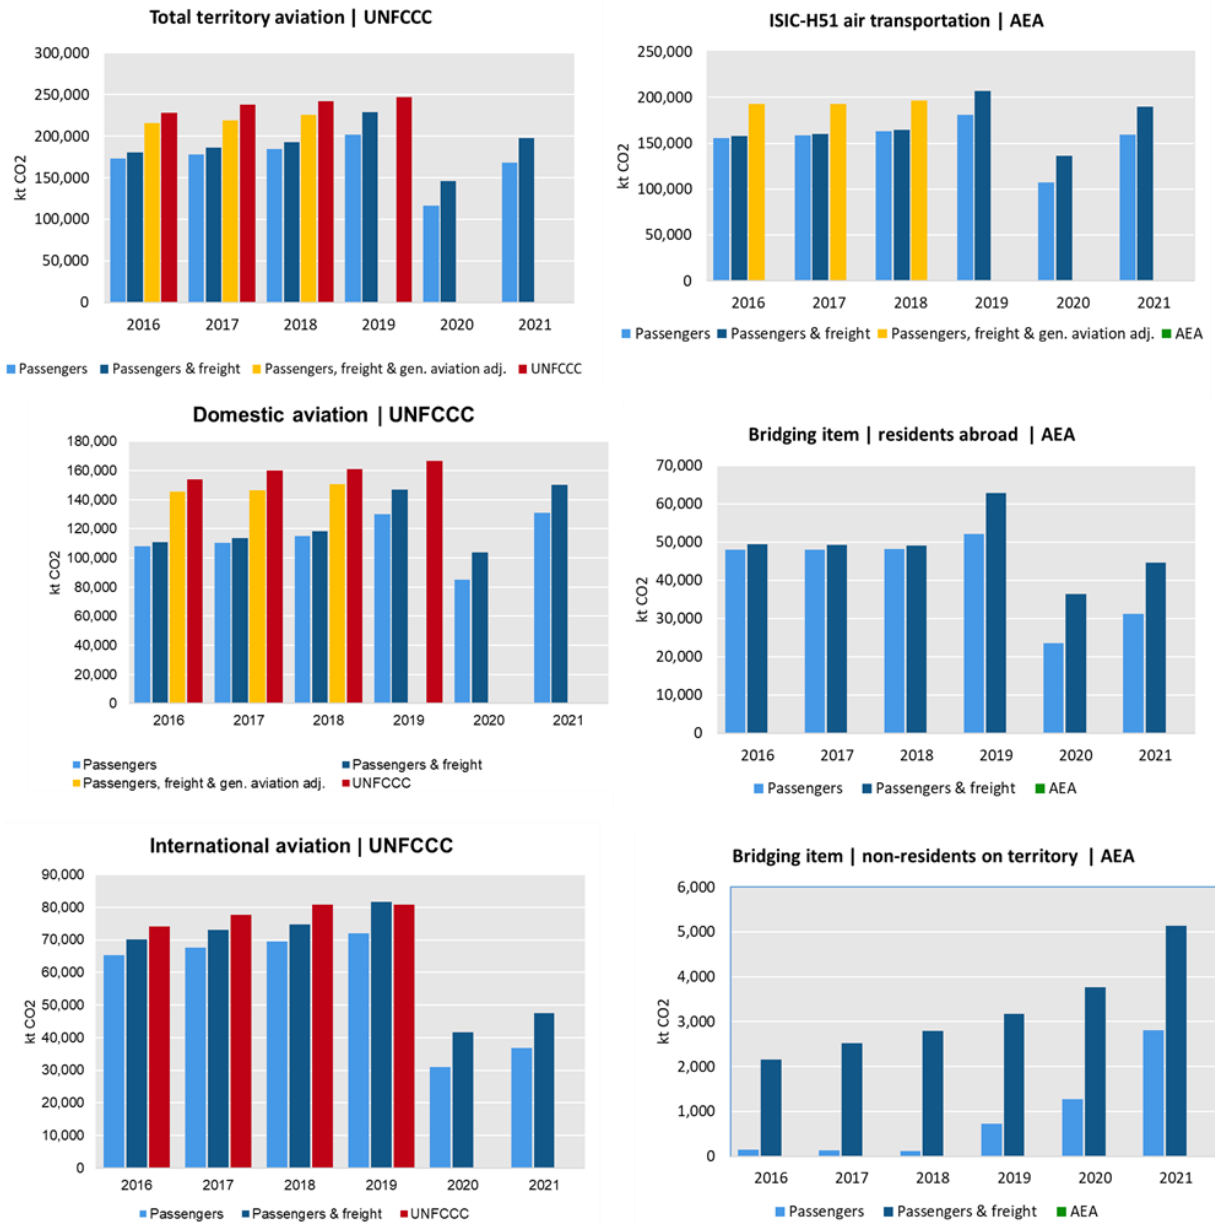 Total territory aviation | UNFCCC
300,000
250,000
200,000
150,000
100,000
50,000
0
kt CO2
2016 2017 2018 2019 2020 2021
Passengers Passengers & freight Passengers, freight & gen. aviation adj. UNFCCC
ISIC-H51 air transportation | AEA
250,000
200,000
150,000
100,000
50,000
0
kt CO2
2016 2017 2018 2019 2020 2021
Passengers Passengers & freight Passengers, freight & gen. aviation adj. AEA
Domestic aviation | UNFCCC
180,000
160,000
140,000
120,000
100,000
80,000
60,000
40,000
20,000
0
kt CO2
2016 2017 2018 2019 2020 2021
Passengers Passengers & freight
Passengers, freight & gen. aviation adj. UNFCCC
Bridging item | residents abroad | AEA
70,000
60,000
50,000
40,000
30,000
20,000
10,000
0
kt CO2
2016 2017 2018 2019 2020 2021
Passengers Passengers & freight AEA
International aviation | UNFCCC
90,000
80,000
70,000
60,000
50,000
40,000
30,000
20,000
10,000
0
kt CO2
2016 2017 2018 2019 2020 2021
Passengers Passengers & freight UNFCCC
Bridging item | non-residents on territory | AEA
6,000
5,000
4,000
3,000
2,000
1,000
0
kt CO2
2016 2017 2018 2019 2020 2021
Passengers Passengers & freight AEA